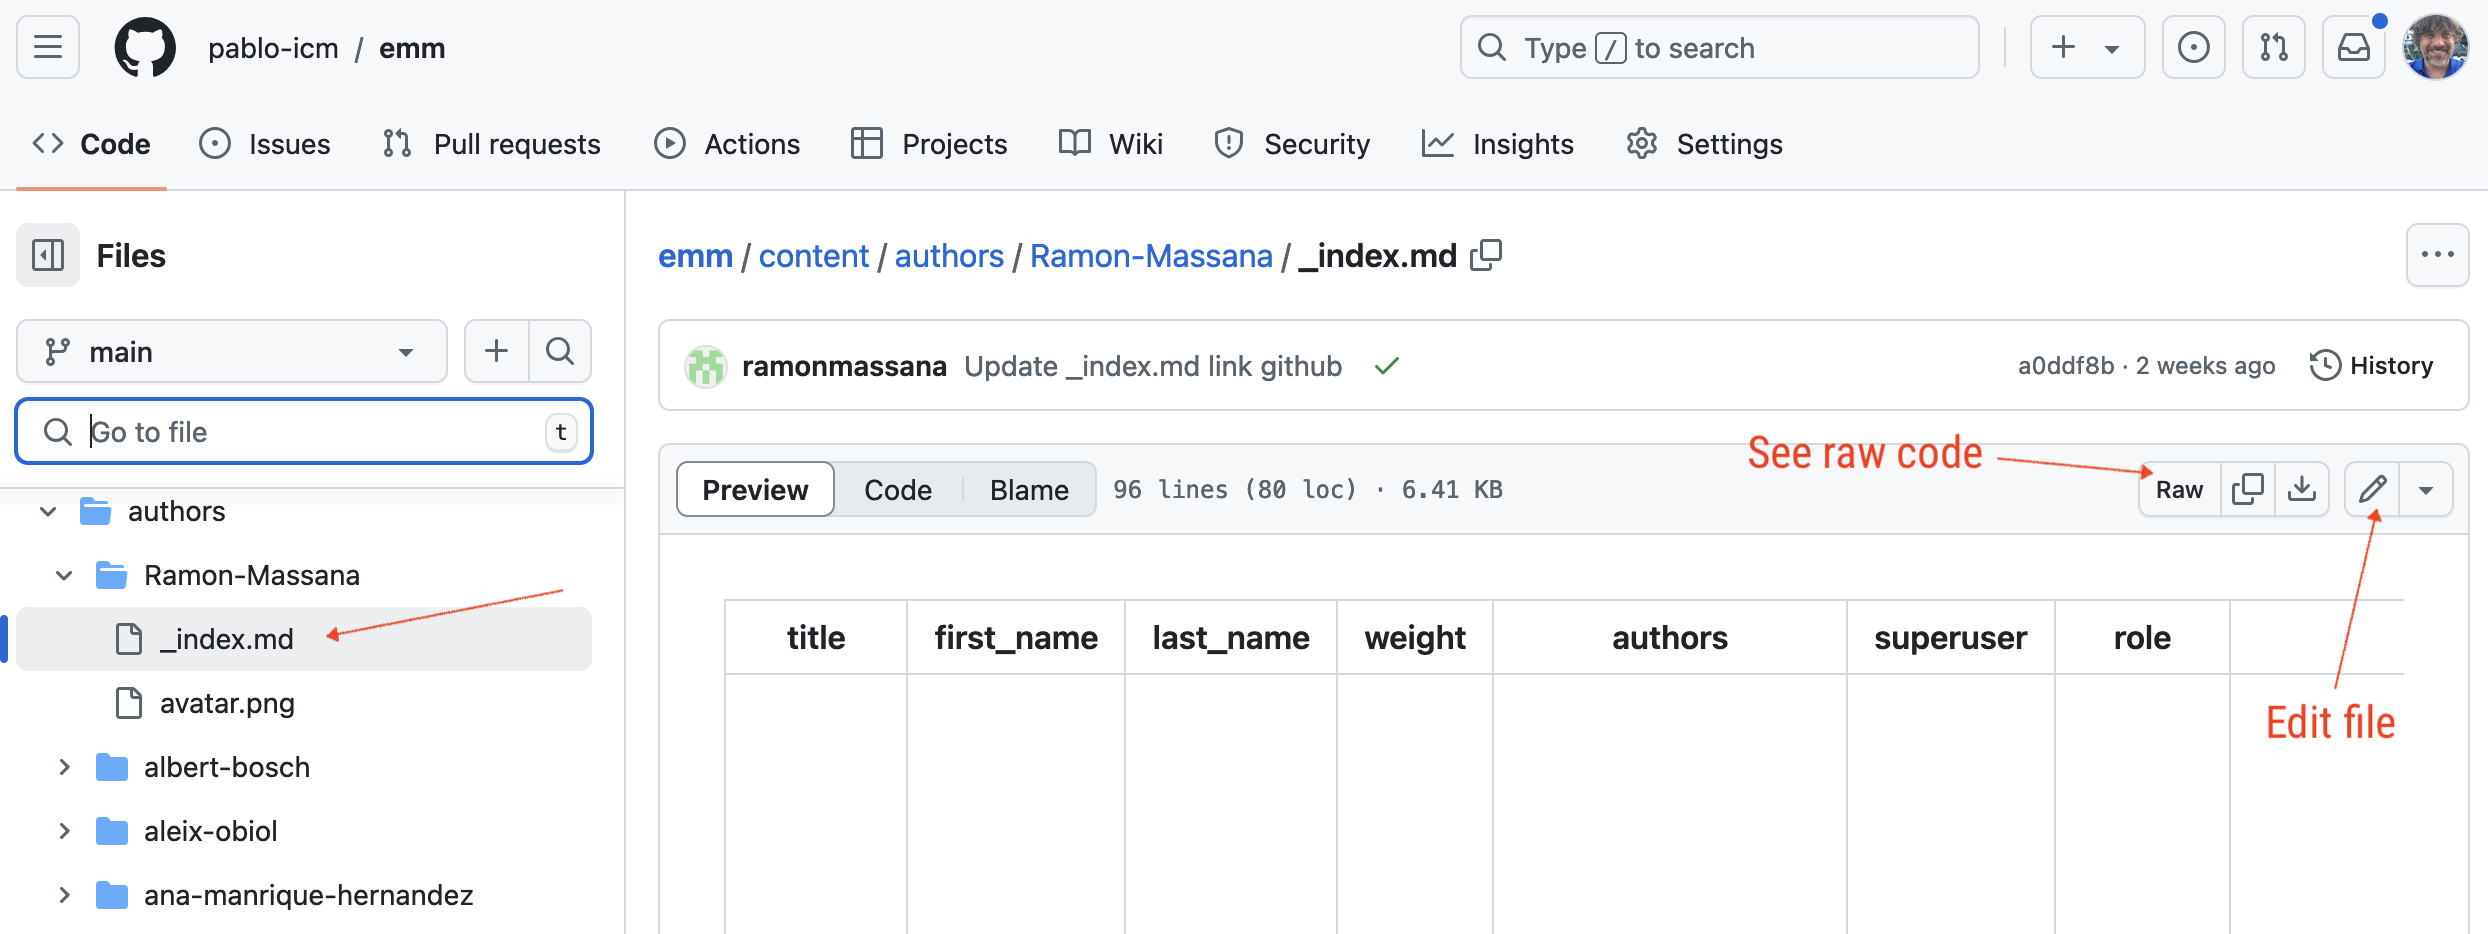 pablo-icm / emm
Type / to search
Code Issues Pull requests Actions Projects Wiki Security Insights Settings
Files
main
Go to file t
authors
Ramon-Massana
_index.md
avatar.png
albert-bosch
aleix-obiol
ana-manrique-hernandez
emm / content / authors / Ramon-Massana / _index.md
ramonmassana Update _index.md link github
a0ddf8b · 2 weeks ago History
See raw code
Preview Code Blame 96 lines (80 loc) · 6.41 KB
Raw
title first_name last_name weight authors superuser role
Edit file